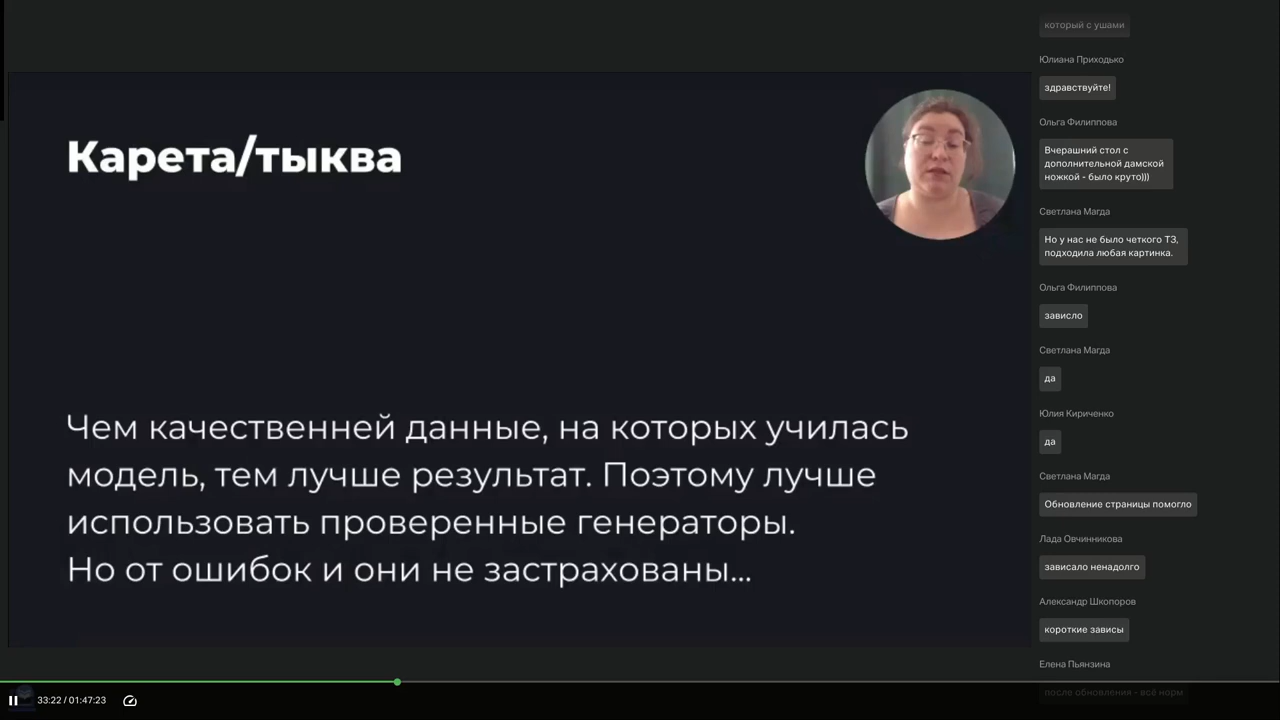 Карета/тыква
Чем качественней данные, на которых училась
модель, тем лучше результат. Поэтому лучше
использовать проверенные генераторы.
Но от ошибок и они не застрахованы...
который с ушами
Юлиана Приходько
здравствуйте!
Ольга Филиппова
Вчерашний стол с
дополнительной дамской
ножкой - было круто)))
Светлана Магда
Но у нас не было четкого ТЗ,
подходила любая картинка.
Ольга Филиппова
зависло
Светлана Магда
да
Юлия Кириченко
да
Светлана Магда
Обновление страницы помогло
Лада Овчинникова
зависало ненадолго
Александр Шкопоров
короткие зависы
Елена Пьянзина
после обновления - всё норм
33:22 / 01:47:23